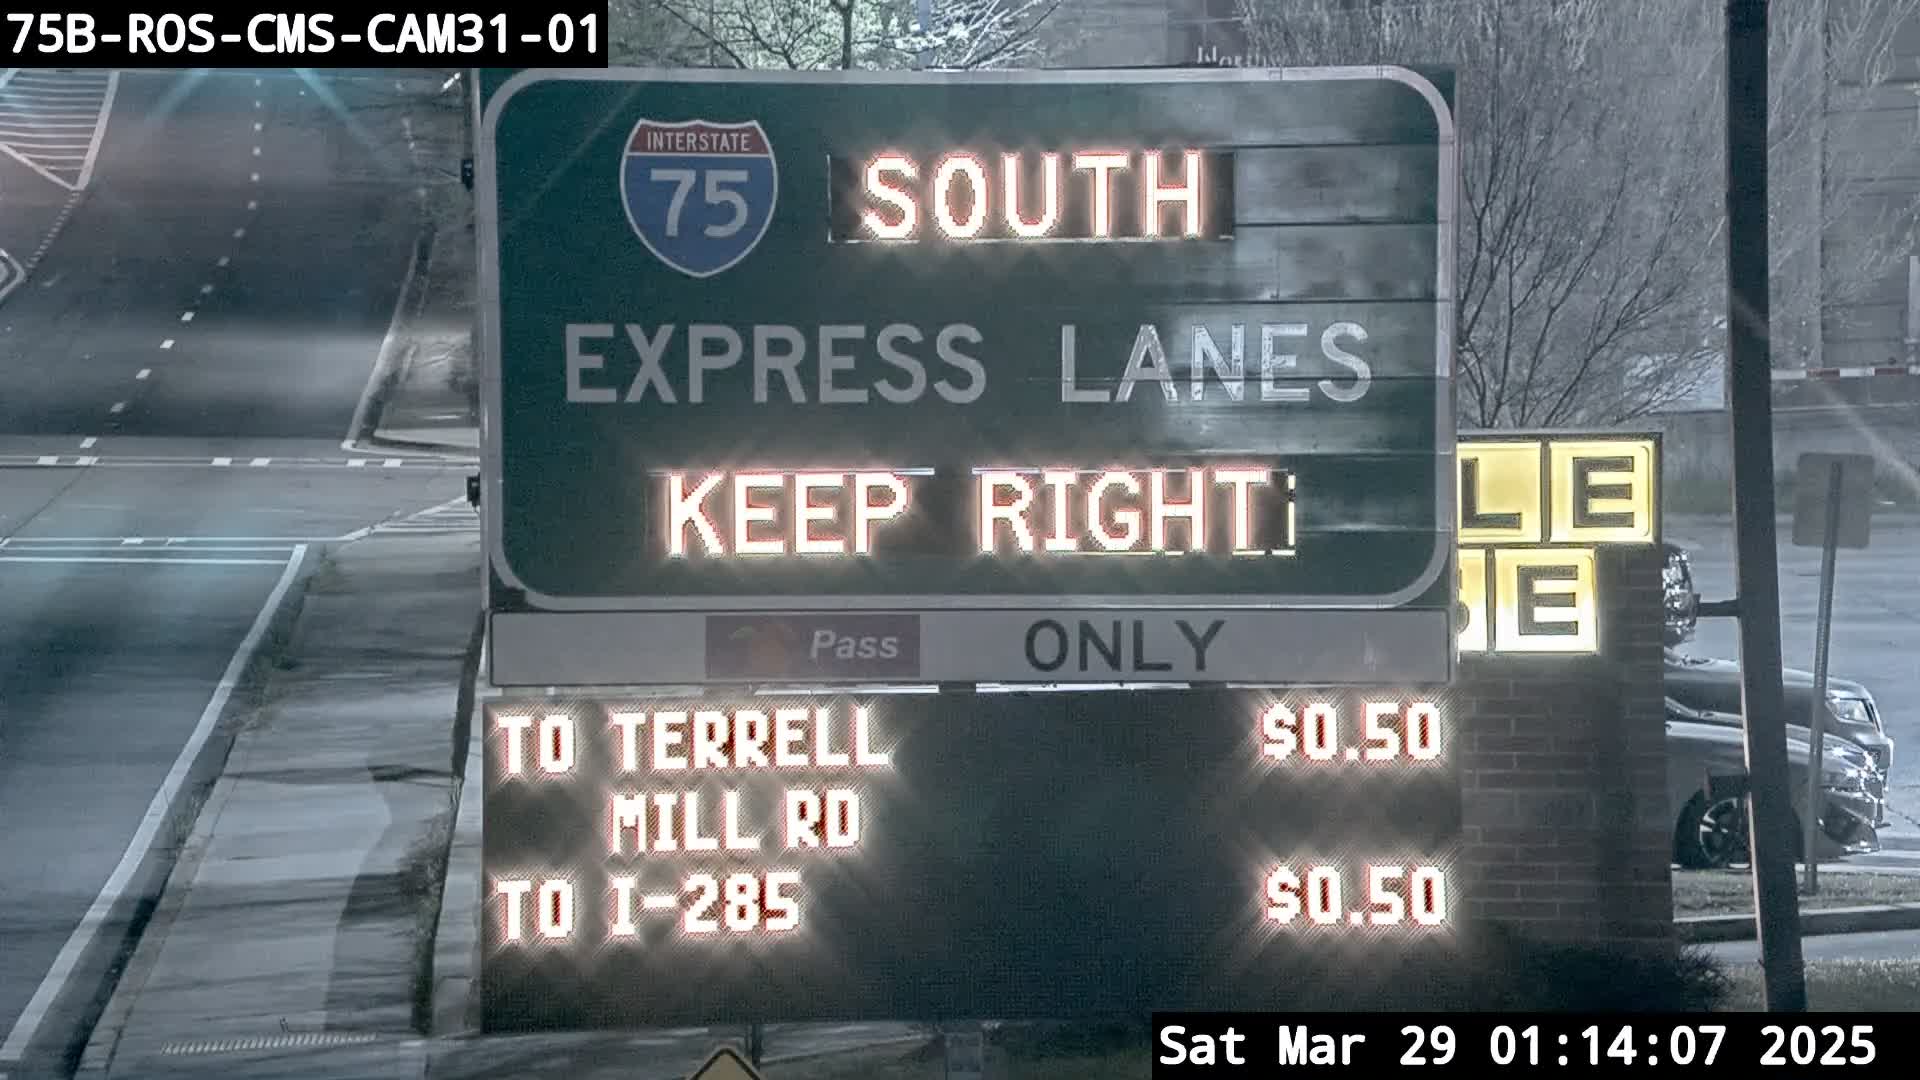 75B-ROS-CMS-CAM31-01
INTERSTATE
75
SOUTH
EXPRESS LANES
KEEP RIGHT
Pass ONLY
TO TERRELL $0.50
MILL RD
TO I-285 $0.50
LE
E
Sat Mar 29 01:14:07 2025